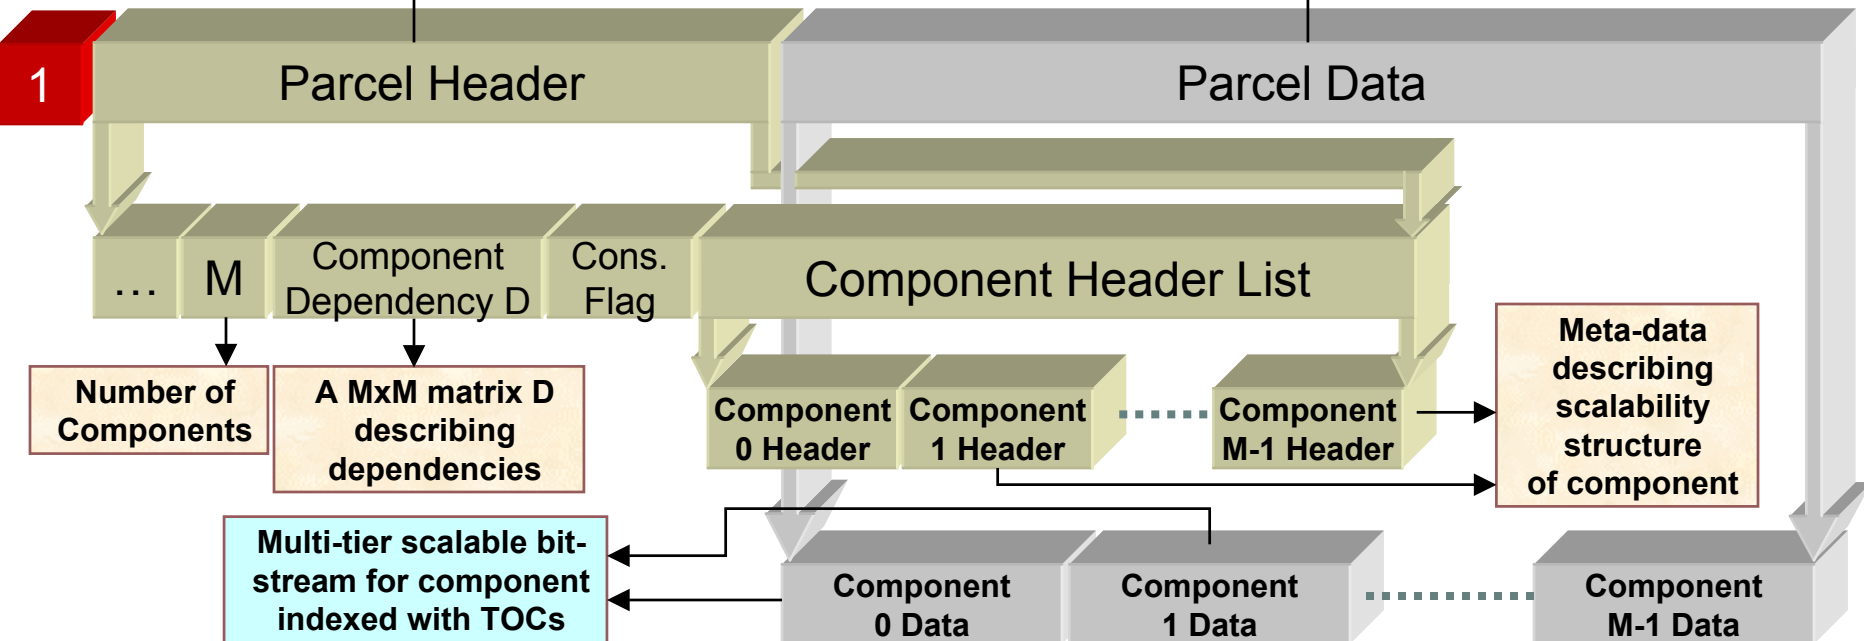 1
Parcel Header
Parcel Data
…
M
Component
Dependency D
Cons.
Flag
Component Header List
Number of
Components
A MxM matrix D
describing
dependencies
Component
0 Header
Component
1 Header
Component
M-1 Header
Meta-data
describing
scalability
structure
of component
Multi-tier scalable bit-
stream for component
indexed with TOCs
Component
0 Data
Component
1 Data
Component
M-1 Data